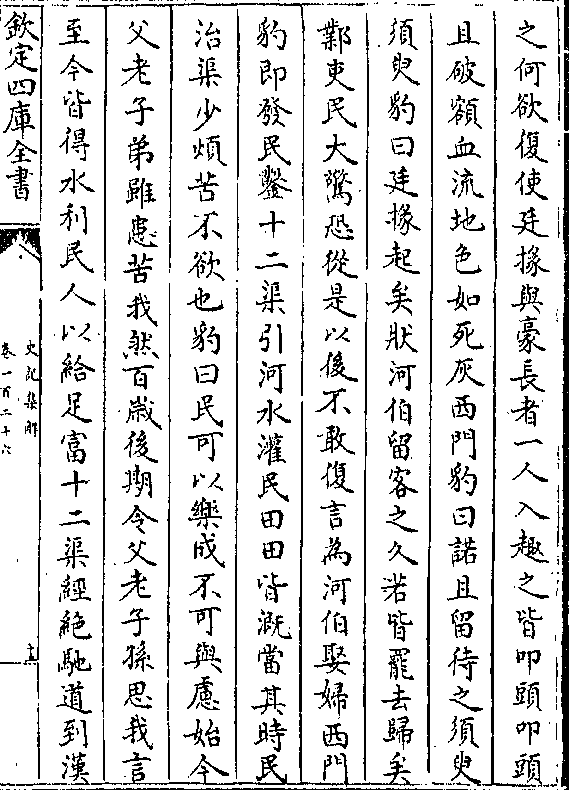 之何欲復使廷掾與豪長者一人入趣之皆叩頭叩頭
且破額血流地色如死灰西門豹曰諾且留待之須臾
須臾豹曰廷掾起矣狀河伯留客之久若皆罷去歸矣
鄴吏民大驚恐從是以後不敢復言為河伯娶婦西門
豹即發民鑿十二渠引河水灌民田田皆溉當其時民
治渠少煩苦不欲也豹曰民可以樂成不可與慮始今
父老子弟雖患苦我然百歲後期令父老子孫思我言
至今皆得水利民人以給足富十二渠經絶馳道到漢
欽定四庫全書
史記集解
卷一百二十六